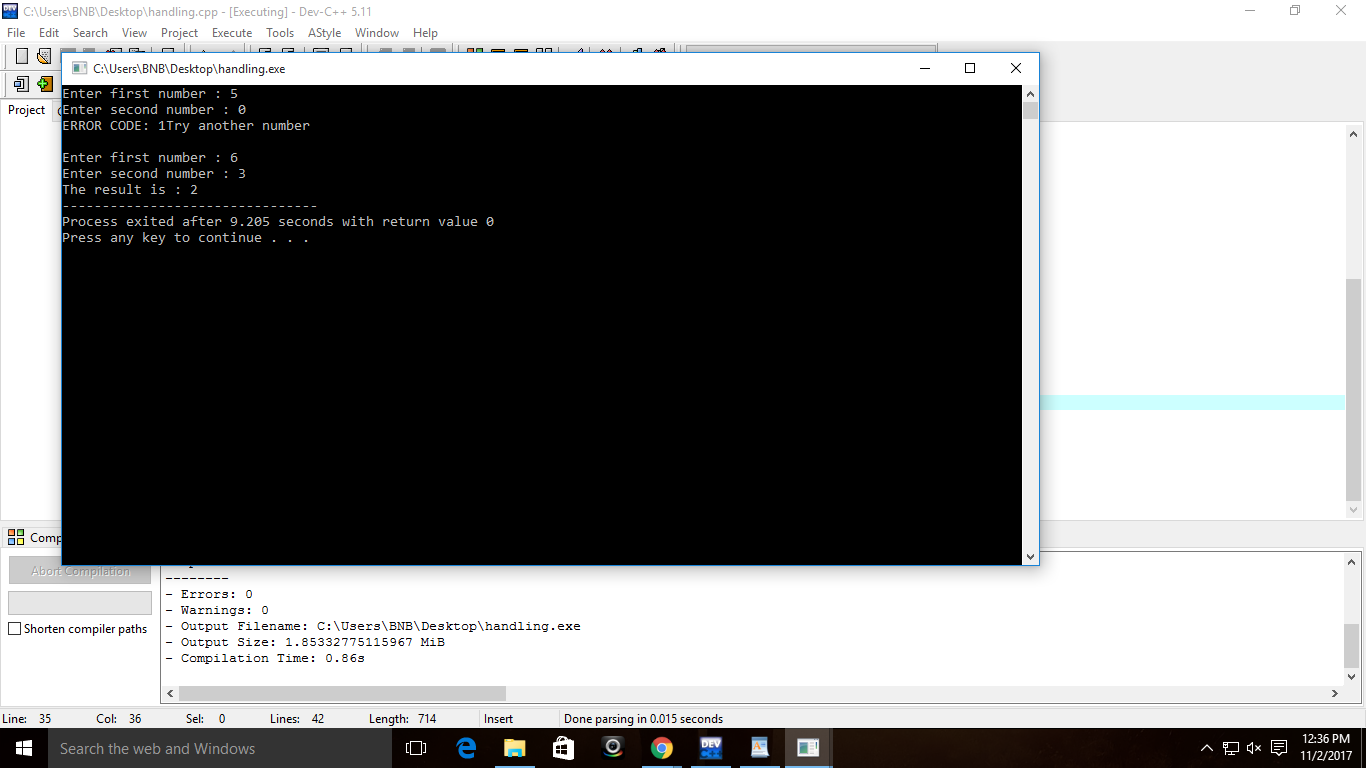 C:\Users\BNB\Desktop\handling.cpp - [Executing] - Dev-C++ 5.11
File Edit Search View Project Execute Tools AStyle Window Help
C:\Users\BNB\Desktop\handling.exe
Project
Enter first number : 5
Enter second number : 0
ERROR CODE: 1Try another number
Enter first number : 6
Enter second number : 3
The result is : 2
--------------------------------
Process exited after 9.205 seconds with return value 0
Press any key to continue . . .
Comp
Abort Compilation
Shorten compiler paths
--------
- Errors: 0
- Warnings: 0
- Output Filename: C:\Users\BNB\Desktop\handling.exe
- Output Size: 1.85332775115967 MiB
- Compilation Time: 0.86s
Line: 35 Col: 36 Sel: 0 Lines: 42 Length: 714 Insert Done parsing in 0.015 seconds
Search the web and Windows
DEV C++
12:36 PM
11/2/2017